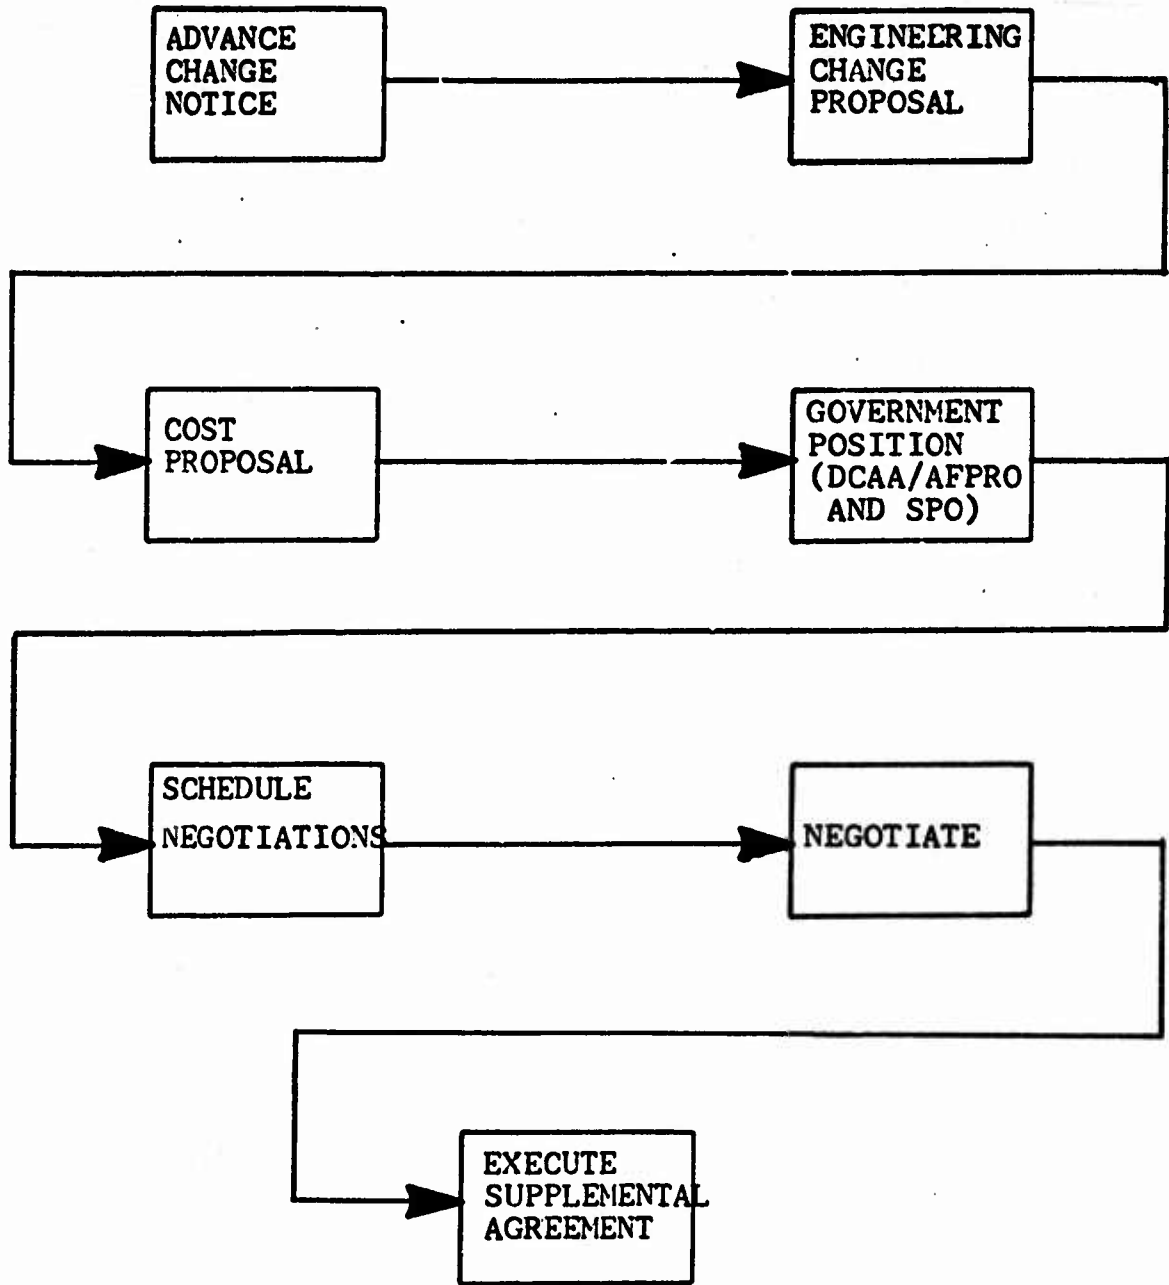 ADVANCE
CHANGE
NOTICE
ENGINEERING
CHANGE
PROPOSAL
COST
PROPOSAL
GOVERNMENT
POSITION
(DCAA/AFPRO
AND SPO)
SCHEDULE
NEGOTIATIONS
NEGOTIATE
EXECUTE
SUPPLEMENTAL
AGREEMENT